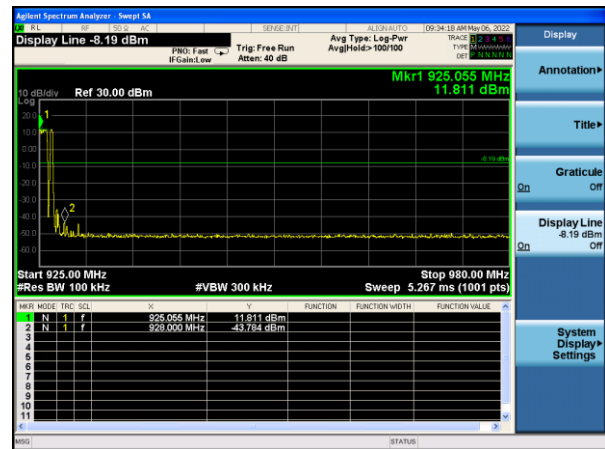 Agilent Spectrum Analyzer - Swept SA
RL RF 50 Ω AC SENSE:INT ALIGNAUTO 09:34:18 AM May 06, 2022
Display Line -8.19 dBm
PNO: Fast Trig: Free Run Avg Type: Log-Pwr TRACE 1 2 3 4 5 6
IFGain:Low Atten: 40 dB Avg|Hold:>100/100 TYPE M
DET P N N N N N
Display
Annotation
Title
Graticule
On Off
Display Line
-8.19 dBm
On Off
System
Display
Settings
Mkr1 925.055 MHz
11.811 dBm
10 dB/div Ref 30.00 dBm
Log
20.0
10.0
0.00
-10.0
-20.0
-30.0
-40.0
-50.0
-60.0
1
2
-8.19 dBm
Start 925.00 MHz Stop 980.00 MHz
#Res BW 100 kHz #VBW 300 kHz Sweep 5.267 ms (1001 pts)
MKR MODE TRC SCL X Y FUNCTION FUNCTION WIDTH FUNCTION VALUE
1 N 1 f 925.055 MHz 11.811 dBm
2 N 1 f 928.000 MHz -43.784 dBm
3
4
5
6
7
8
9
10
11
MSG STATUS